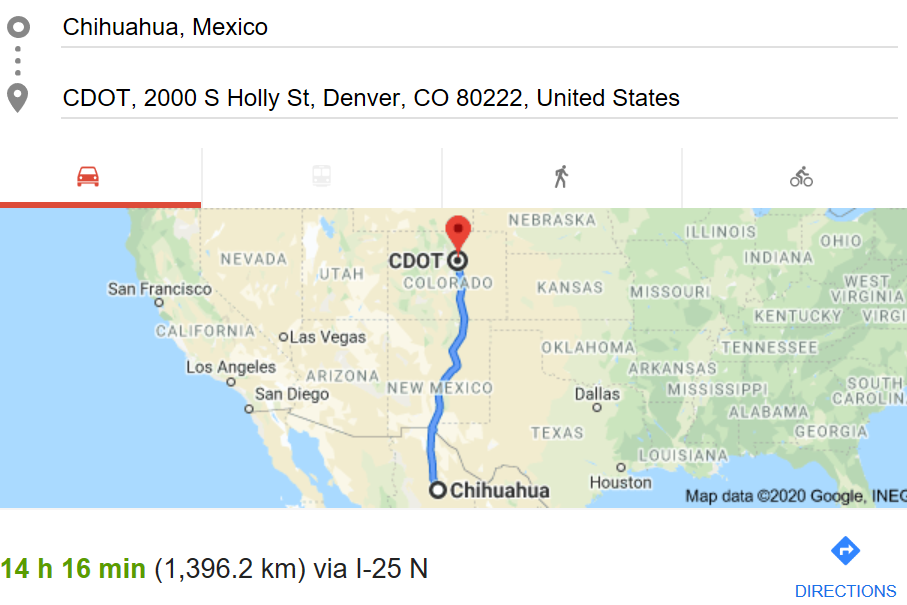 Chihuahua, Mexico
CDOT, 2000 S Holly St, Denver, CO 80222, United States
NEBRASKA
ILLINOIS
OHIO
NEVADA
INDIANA
CDOT
UTAH
COLORADO
KANSAS
MISSOURI
WEST
VIRGINIA
San Francisco
KENTUCKY
VIRGI
CALIFORNIA
Las Vegas
OKLAHOMA
TENNESSEE
Los Angeles
ARIZONA
NEW MEXICO
ARKANSAS
MISSISSIPPI
SOUTH
CAROLIN
San Diego
Dallas
ALABAMA
TEXAS
GEORGIA
LOUISIANA
Houston
Chihuahua
Map data ©2020 Google, INEG
14 h 16 min (1,396.2 km) via I-25 N
DIRECTIONS